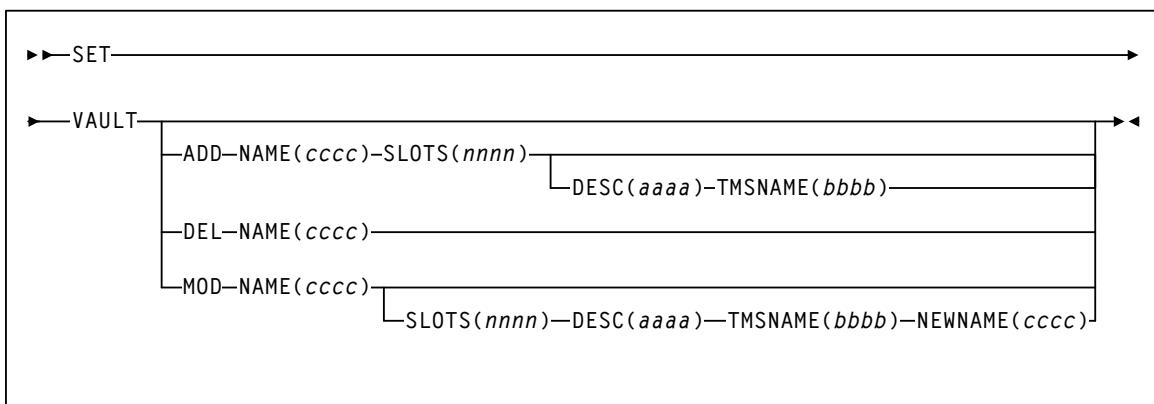 SET
VAULT
ADD NAME(cccc) SLOTS(nnnn)
DESC(aaaa) TMSNAME(bbbb)
DEL NAME(cccc)
MOD NAME(cccc)
SLOTS(nnnn) DESC(aaaa) TMSNAME(bbbb) NEWNAME(cccc)